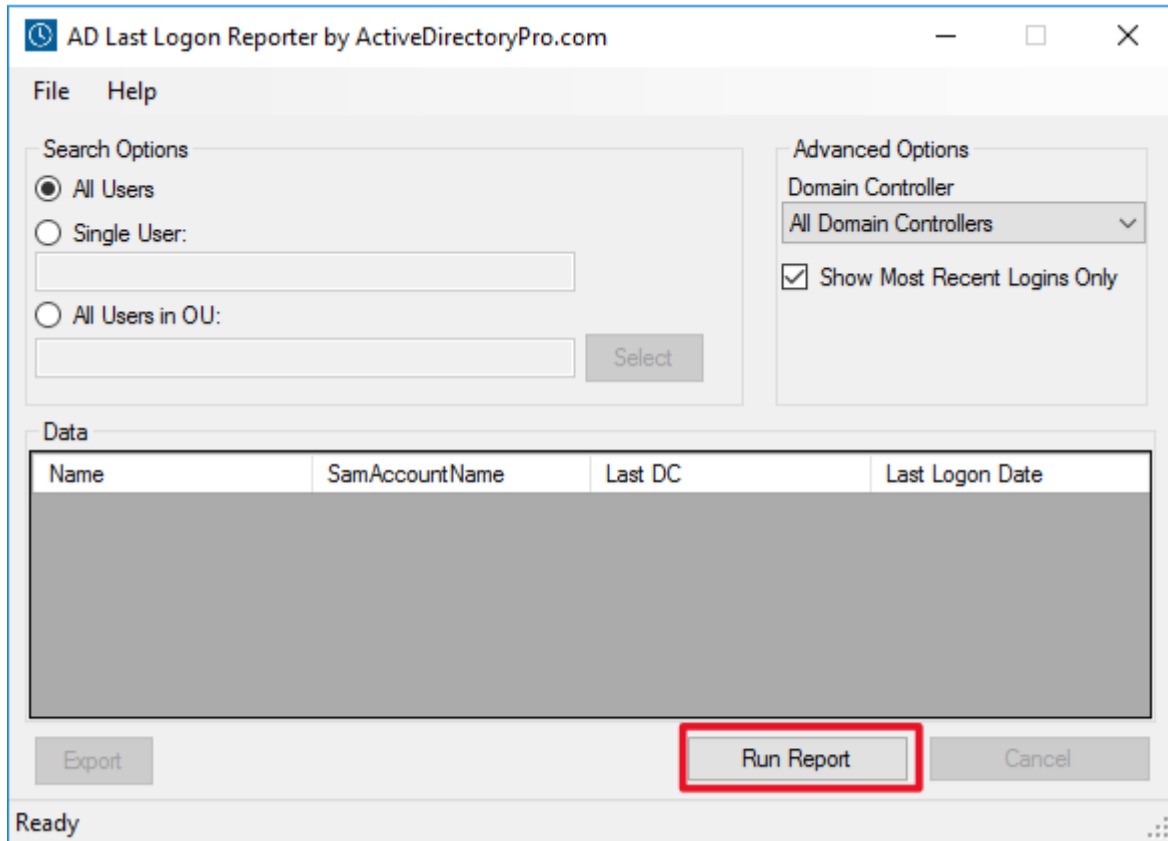 AD Last Logon Reporter by ActiveDirectoryPro.com
File Help
Search Options
All Users
Single User:
All Users in OU:
Select
Advanced Options
Domain Controller
All Domain Controllers
Show Most Recent Logins Only
Data
Name SamAccountName Last DC Last Logon Date
Export Run Report Cancel
Ready